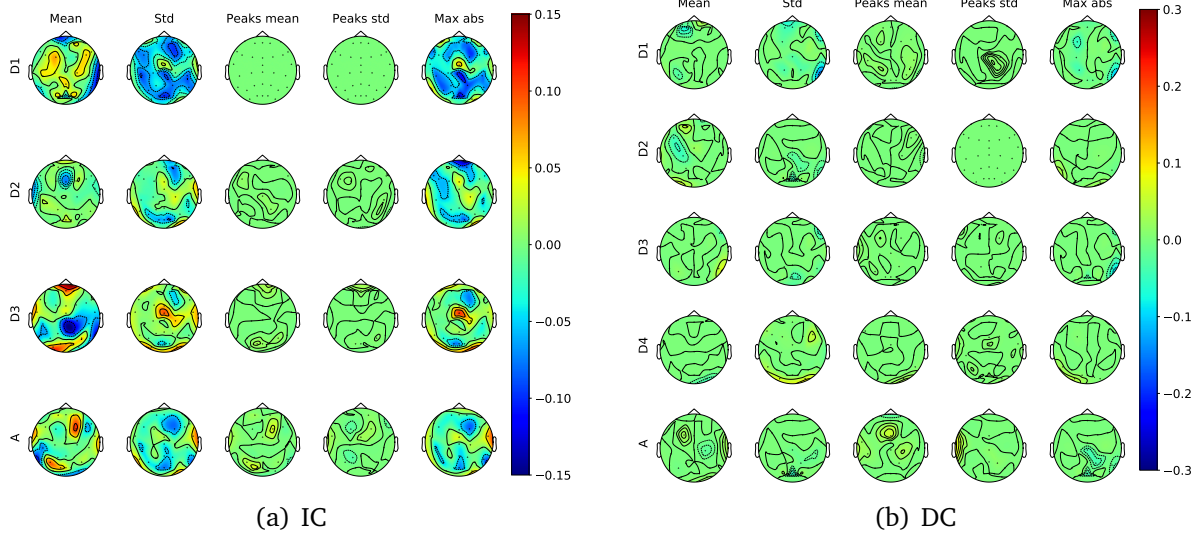 Mean Std Peaks mean Peaks std Max abs
D1
D2
D3
A
0.15
0.10
0.05
0.00
−0.05
−0.10
−0.15
(a) IC
Mean Std Peaks mean Peaks std Max abs
D1
D2
D3
D4
A
0.3
0.2
0.1
0.0
−0.1
−0.2
−0.3
(b) DC